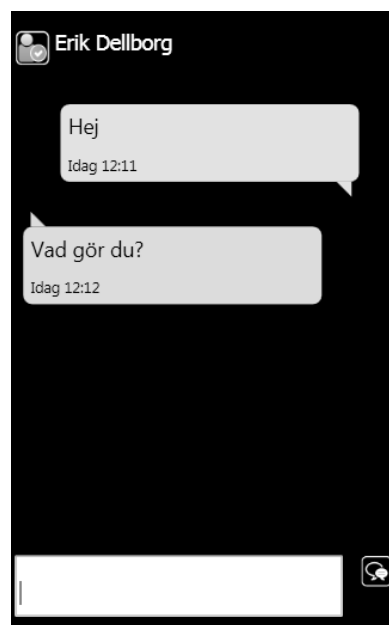 Erik Dellborg
Hej
Idag 12:11
Vad gör du?
Idag 12:12